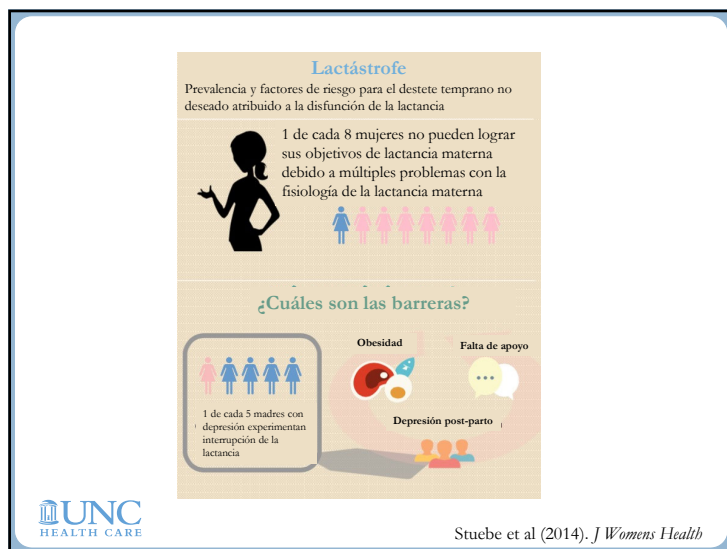 Lactástrofe
Prevalencia y factores de riesgo para el destete temprano no
deseado atribuido a la disfunción de la lactancia
1 de cada 8 mujeres no pueden lograr
sus objetivos de lactancia materna
debido a múltiples problemas con la
fisiología de la lactancia materna
¿Cuáles son las barreras?
Obesidad
Falta de apoyo
1 de cada 5 madres con
depresión experimentan
interrupción de la
lactancia
Depresión post-parto
UNC
HEALTH CARE
Stuebe et al (2014). J Womens Health